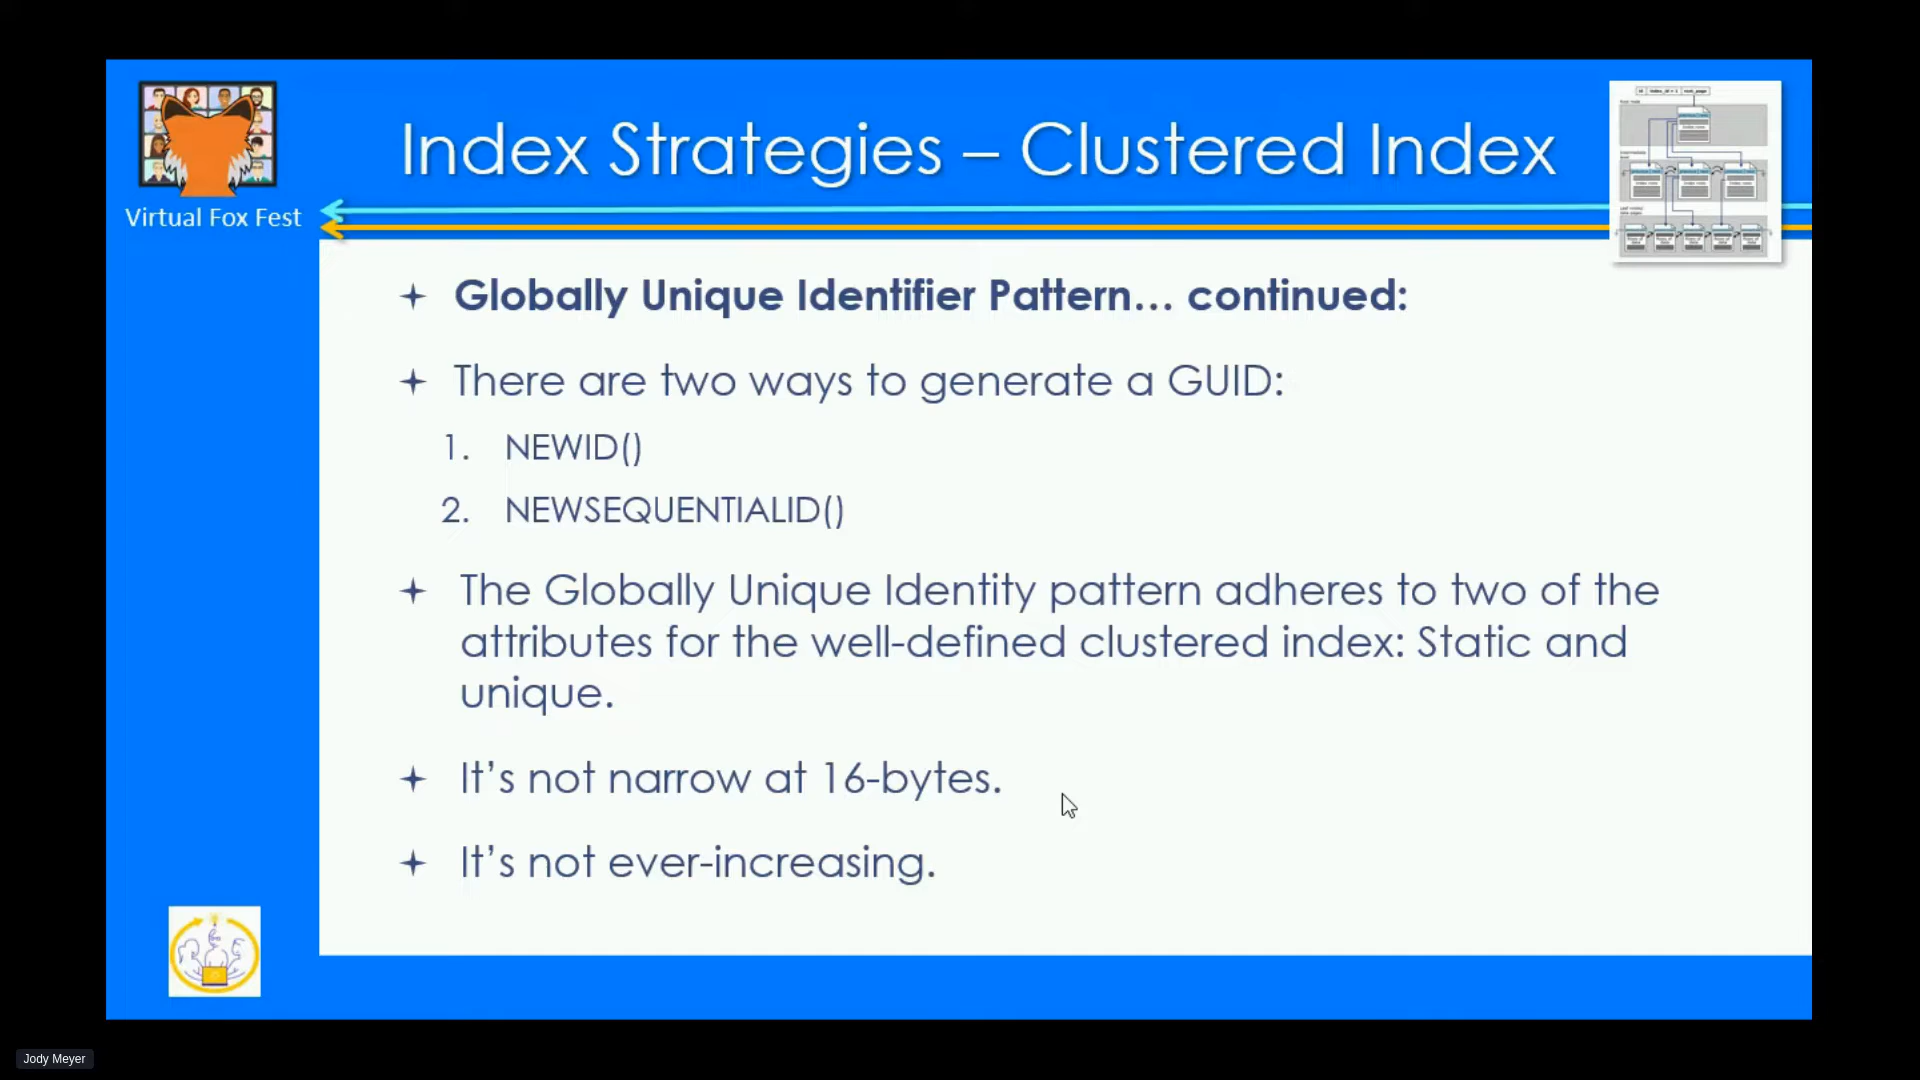 Index Strategies – Clustered Index
Virtual Fox Fest
Globally Unique Identifier Pattern… continued:
There are two ways to generate a GUID:
1. NEWID()
2. NEWSEQUENTIALID()
The Globally Unique Identity pattern adheres to two of the
attributes for the well-defined clustered index: Static and
unique.
It’s not narrow at 16-bytes.
It’s not ever-increasing.
Jody Meyer